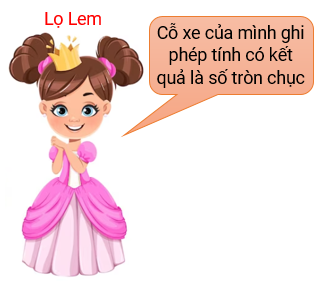 Lọ Lem
Cỗ xe của mình ghi
phép tính có kết
quả là số tròn chục